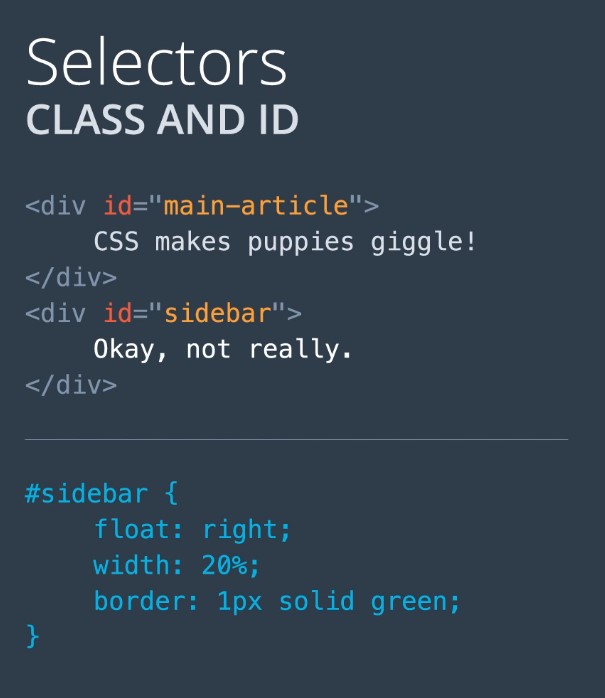 Selectors
CLASS AND ID
<div id="main-article">
CSS makes puppies giggle!
</div>
<div id="sidebar">
Okay, not really.
</div>
#sidebar {
float: right;
width: 20%;
border: 1px solid green;
}